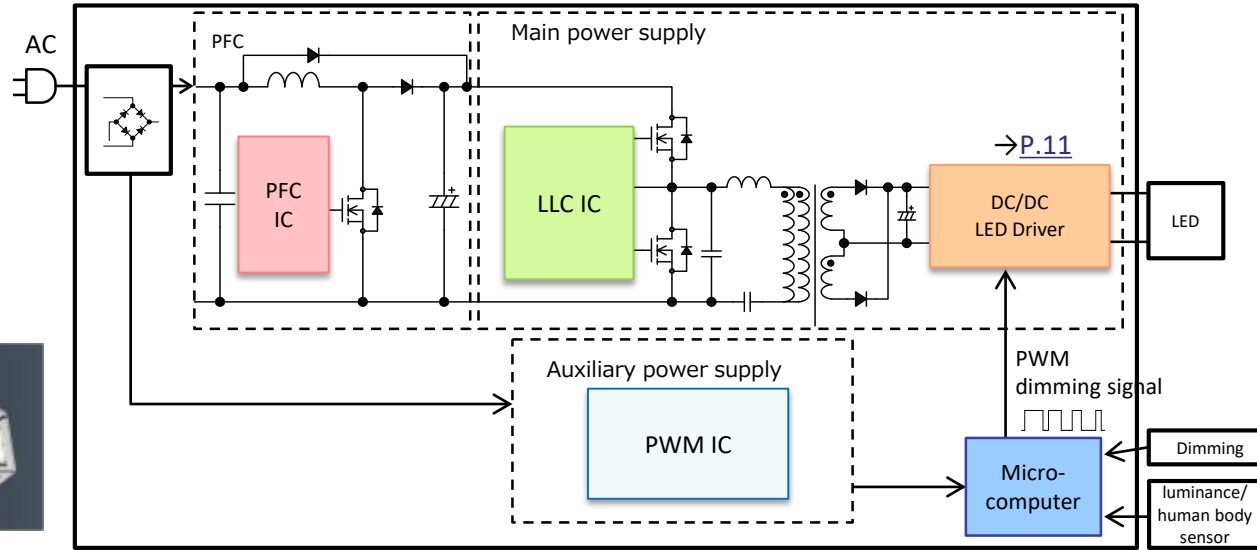 AC
PFC
Main power supply
PFC
IC
LLC IC
→P.11
DC/DC
LED Driver
LED
Auxiliary power supply
PWM IC
PWM
dimming signal
Micro-
computer
Dimming
luminance/
human body
sensor